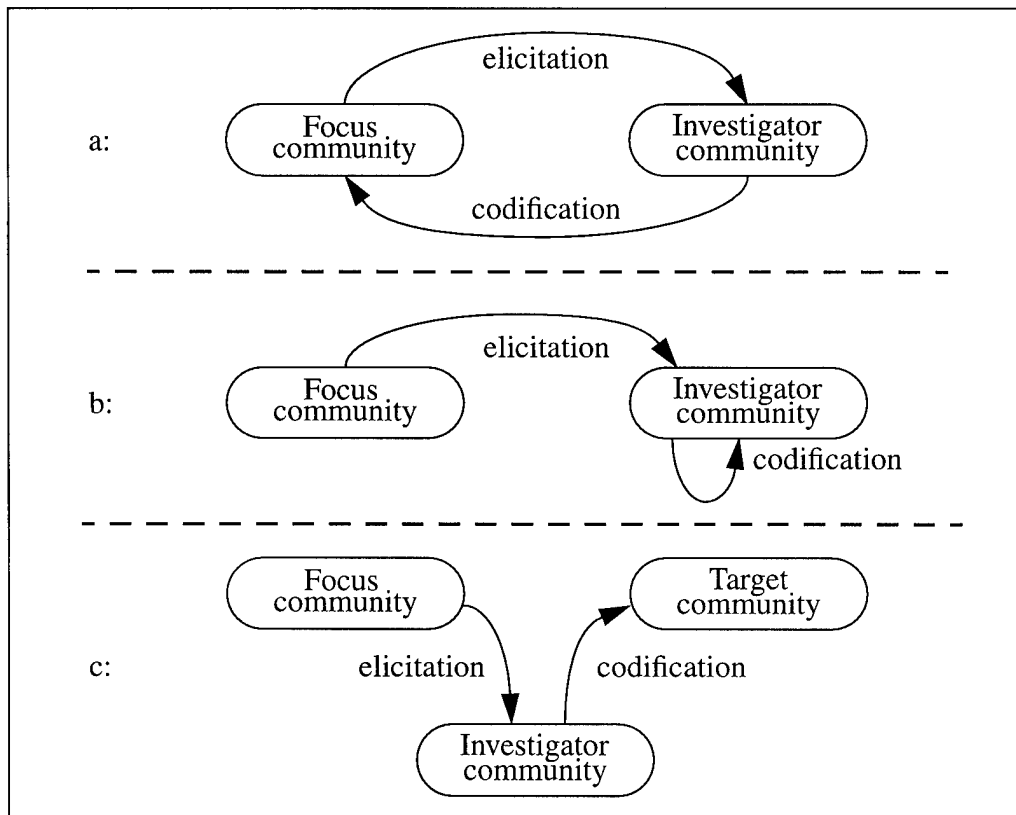 elicitation
a:
Focus
community
Investigator
community
codification
elicitation
b:
Focus
community
Investigator
community
codification
Focus
community
Target
community
c:
elicitation
codification
Investigator
community